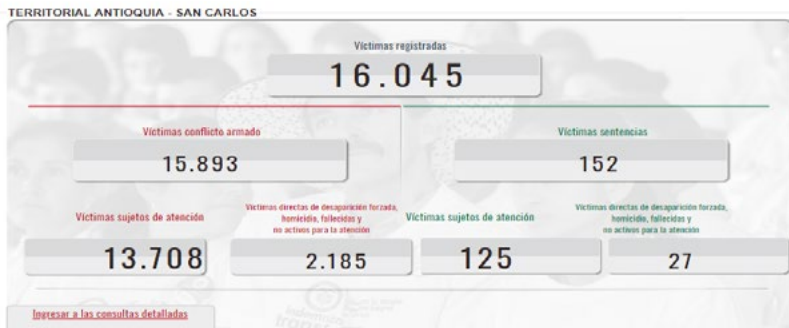 TERRITORIAL ANTIOQUIA - SAN CARLOS
Víctimas registradas
16.045
Víctimas conflicto armado
15.893
Víctimas sentencias
152
Víctimas sujetos de atención
13.708
Víctimas directas de desaparición forzada,
homicidio, fallecidas y
no activos para la atención
2.185
Víctimas sujetos de atención
125
Víctimas directas de desaparición forzada,
homicidio, fallecidas y
no activos para la atención
27
Ingresar a las consultas detalladas